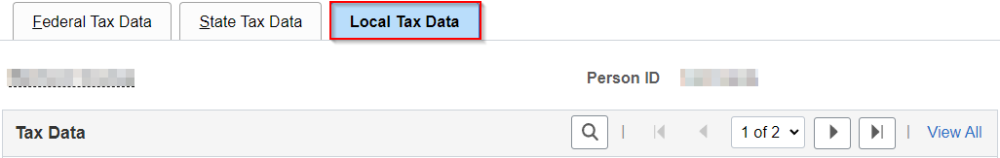 Federal Tax Data State Tax Data Local Tax Data
Person ID
Tax Data 1 of 2 View All